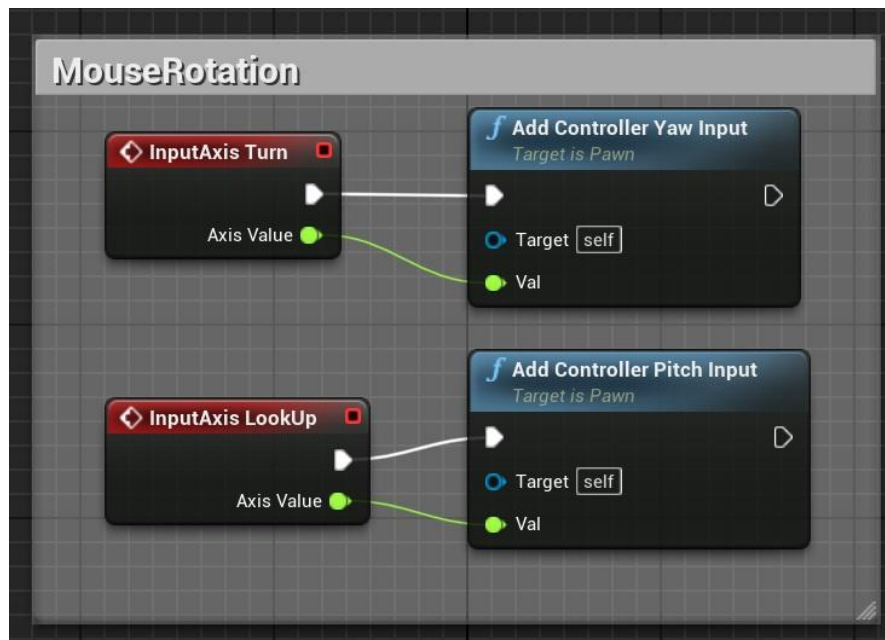 MouseRotation
InputAxis Turn
Axis Value
f Add Controller Yaw Input
Target is Pawn
Target self
Val
InputAxis LookUp
Axis Value
f Add Controller Pitch Input
Target is Pawn
Target self
Val